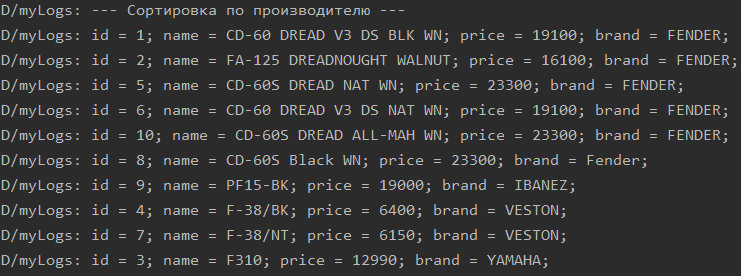 D/myLogs: --- Сортировка по производителю ---
D/myLogs: id = 1; name = CD-60 DREAD V3 DS BLK WN; price = 19100; brand = FENDER;
D/myLogs: id = 2; name = FA-125 DREADNOUGHT WALNUT; price = 16100; brand = FENDER;
D/myLogs: id = 5; name = CD-60S DREAD NAT WN; price = 23300; brand = FENDER;
D/myLogs: id = 6; name = CD-60 DREAD V3 DS NAT WN; price = 19100; brand = FENDER;
D/myLogs: id = 10; name = CD-60S DREAD ALL-MAH WN; price = 23300; brand = FENDER;
D/myLogs: id = 8; name = CD-60S Black WN; price = 23300; brand = Fender;
D/myLogs: id = 9; name = PF15-BK; price = 19000; brand = IBANEZ;
D/myLogs: id = 4; name = F-38/BK; price = 6400; brand = VESTON;
D/myLogs: id = 7; name = F-38/NT; price = 6150; brand = VESTON;
D/myLogs: id = 3; name = F310; price = 12990; brand = YAMAHA;